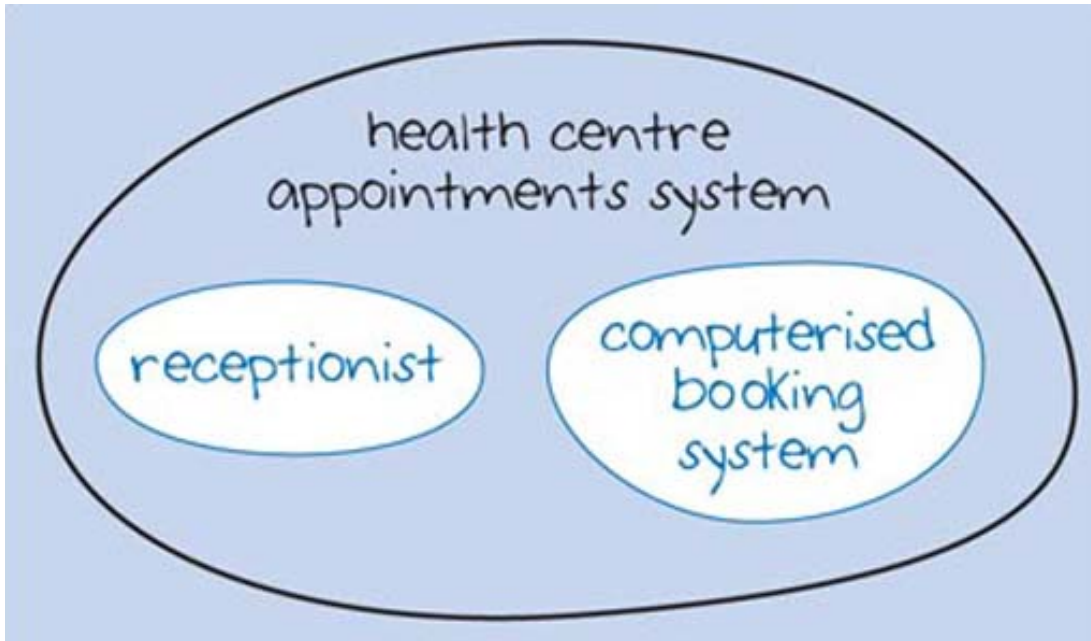 health centre
appointments system
receptionist
computerised
booking
system